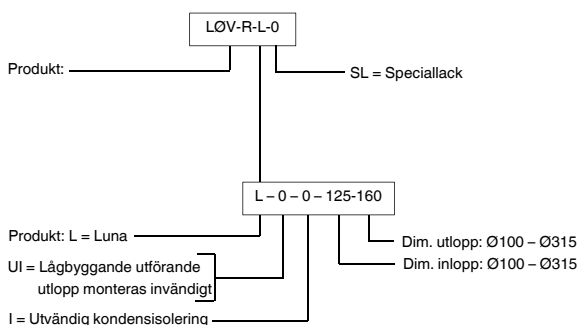 LØV-R-L-0
Produkt:
SL = Speciallack
L – 0 – 0 – 125-160
Produkt: L = Luna
Dim. utlopp: Ø100 – Ø315
UI = Lågbyggande utförande
Dim. inlopp: Ø100 – Ø315
utlopp monteras invändigt
I = Utvändig kondensisolering